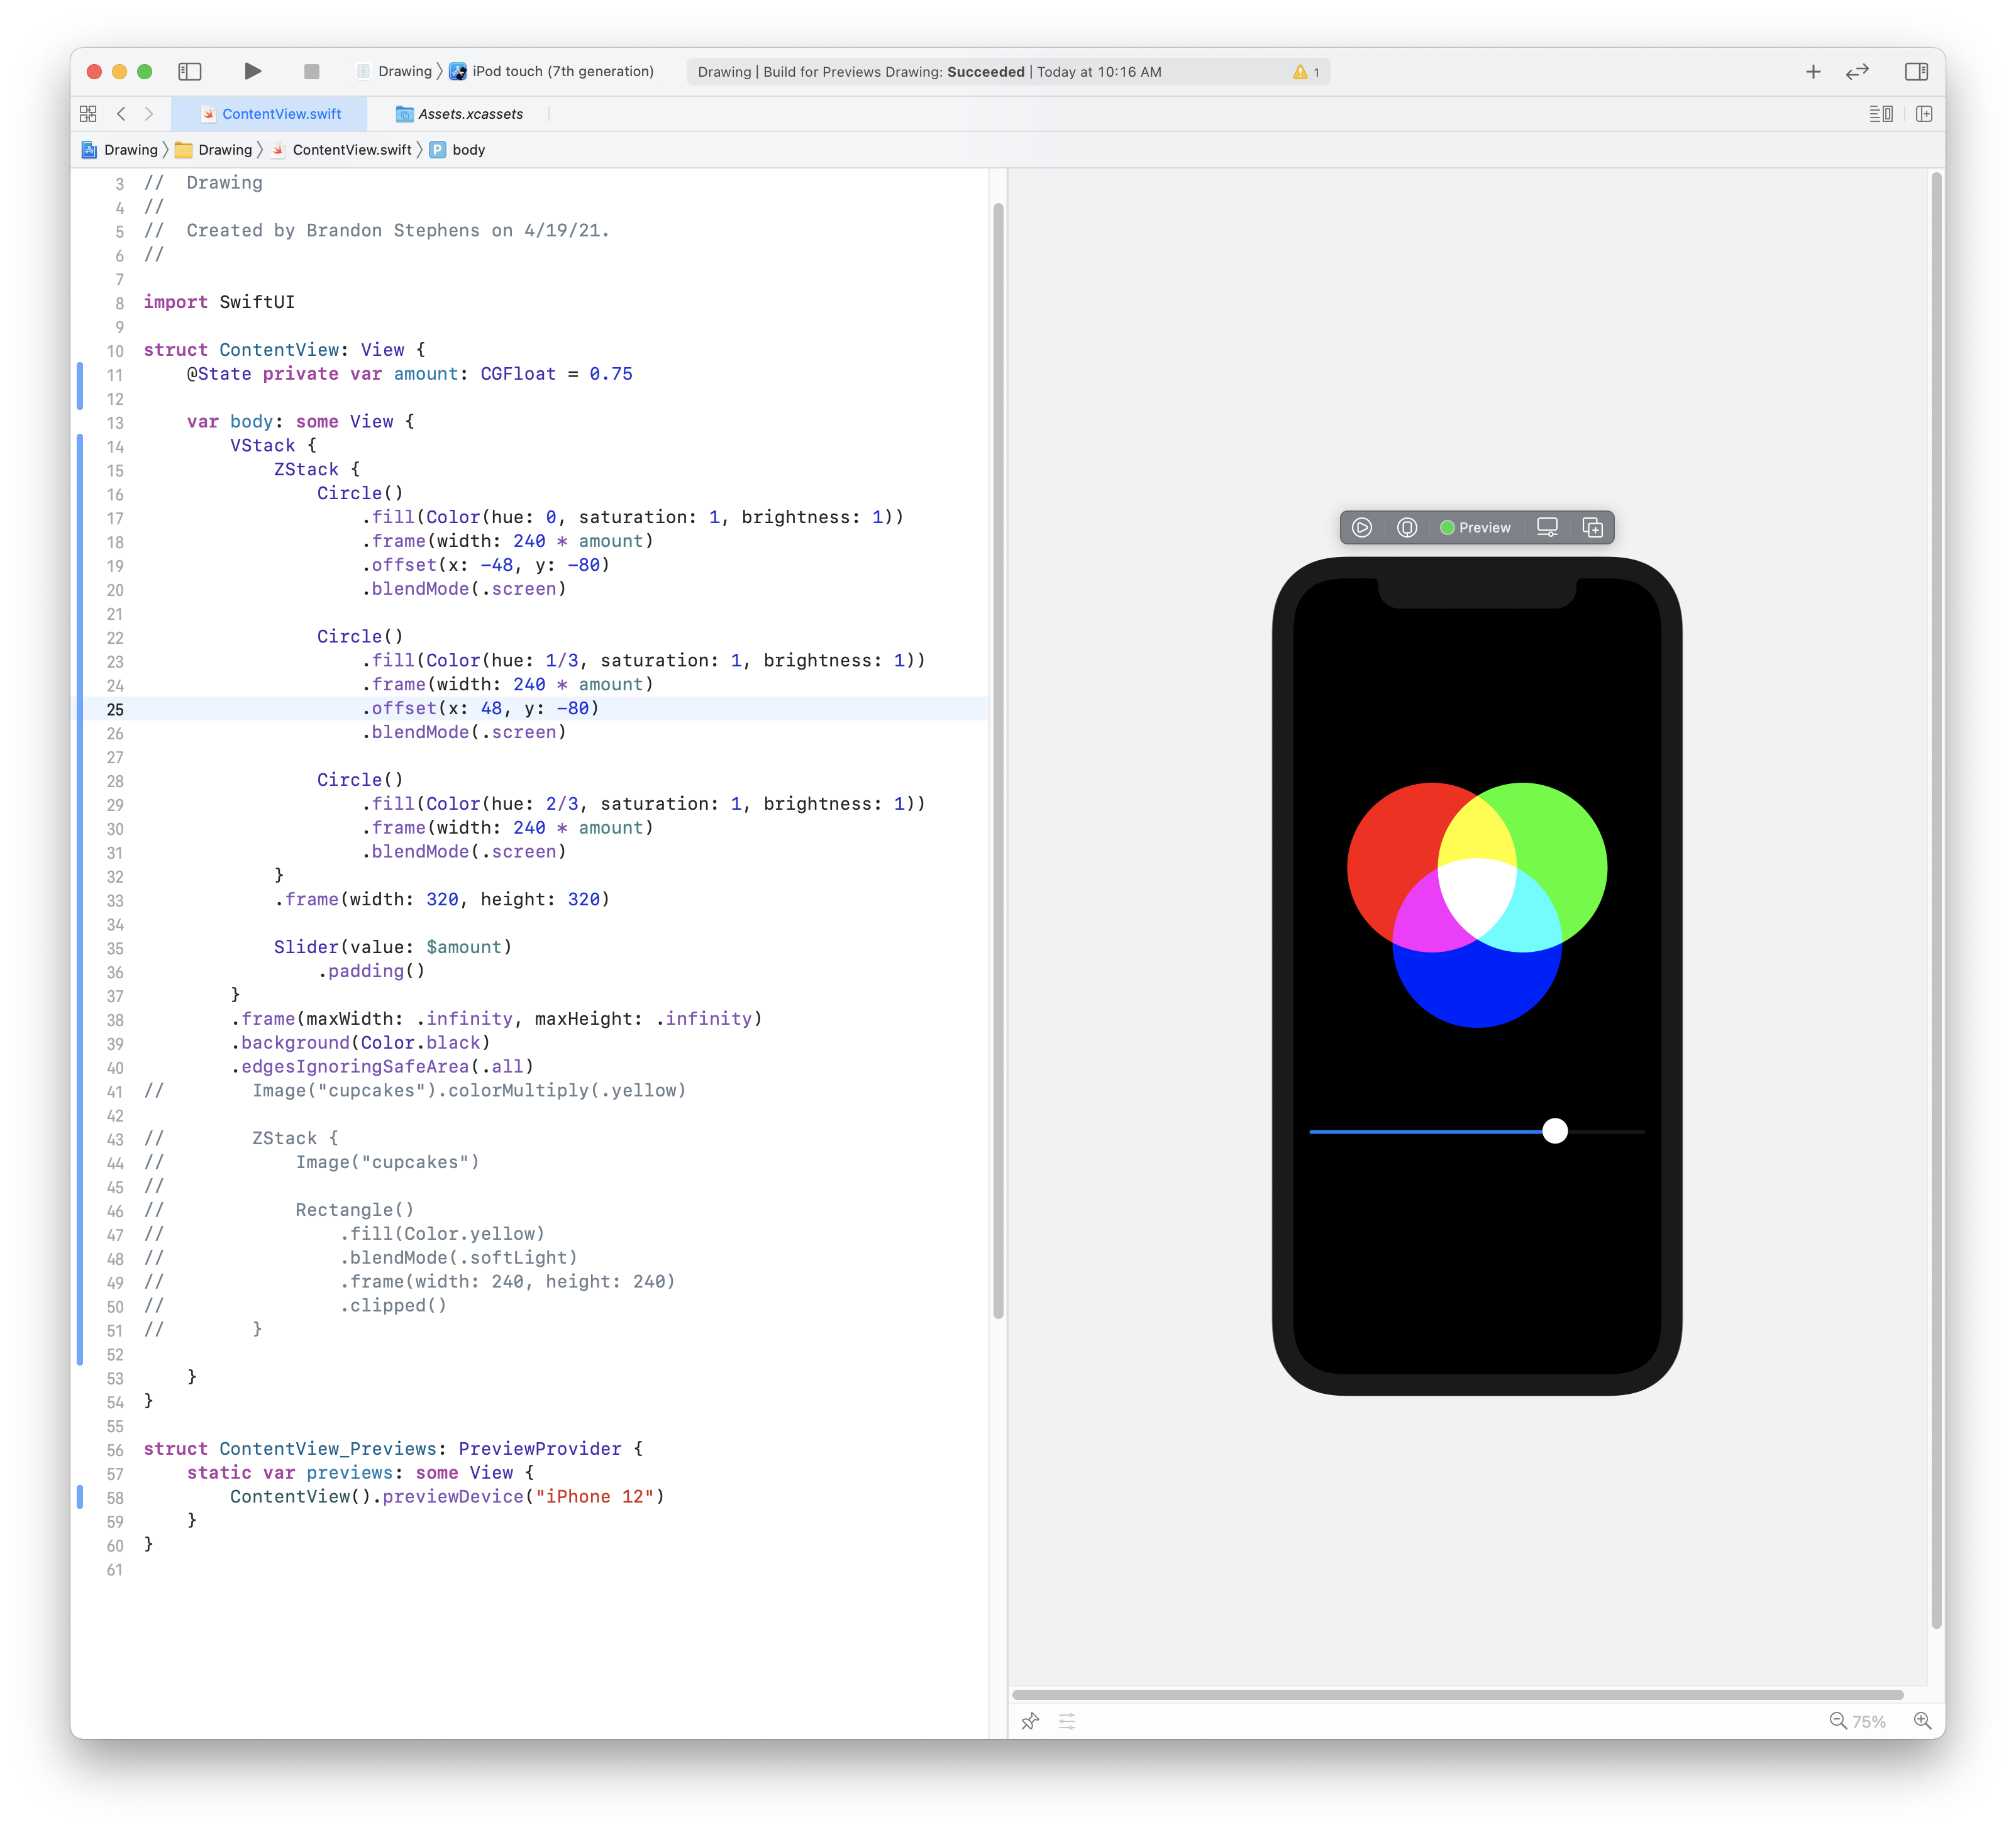 Drawing 〉 iPod touch (7th generation)
Drawing | Build for Previews Drawing: Succeeded | Today at 10:16 AM
1
ContentView.swift
Assets.xcassets
Drawing 〉 Drawing 〉 ContentView.swift 〉 P body
3 //  Drawing
4 //
5 //  Created by Brandon Stephens on 4/19/21.
6 //
7
8 import SwiftUI
9
10 struct ContentView: View {
11     @State private var amount: CGFloat = 0.75
12
13     var body: some View {
14         VStack {
15             ZStack {
16                 Circle()
17                     .fill(Color(hue: 0, saturation: 1, brightness: 1))
18                     .frame(width: 240 * amount)
19                     .offset(x: -48, y: -80)
20                     .blendMode(.screen)
21
22                 Circle()
23                     .fill(Color(hue: 1/3, saturation: 1, brightness: 1))
24                     .frame(width: 240 * amount)
25                     .offset(x: 48, y: -80)
26                     .blendMode(.screen)
27
28                 Circle()
29                     .fill(Color(hue: 2/3, saturation: 1, brightness: 1))
30                     .frame(width: 240 * amount)
31                     .blendMode(.screen)
32             }
33             .frame(width: 320, height: 320)
34
35             Slider(value: $amount)
36                 .padding()
37         }
38         .frame(maxWidth: .infinity, maxHeight: .infinity)
39         .background(Color.black)
40         .edgesIgnoringSafeArea(.all)
41 //        Image("cupcakes").colorMultiply(.yellow)
42
43 //        ZStack {
44 //            Image("cupcakes")
45 //
46 //            Rectangle()
47 //                .fill(Color.yellow)
48 //                .blendMode(.softLight)
49 //                .frame(width: 240, height: 240)
50 //                .clipped()
51 //        }
52
53     }
54 }
55
56 struct ContentView_Previews: PreviewProvider {
57     static var previews: some View {
58         ContentView().previewDevice("iPhone 12")
59     }
60 }
61
Preview
75%